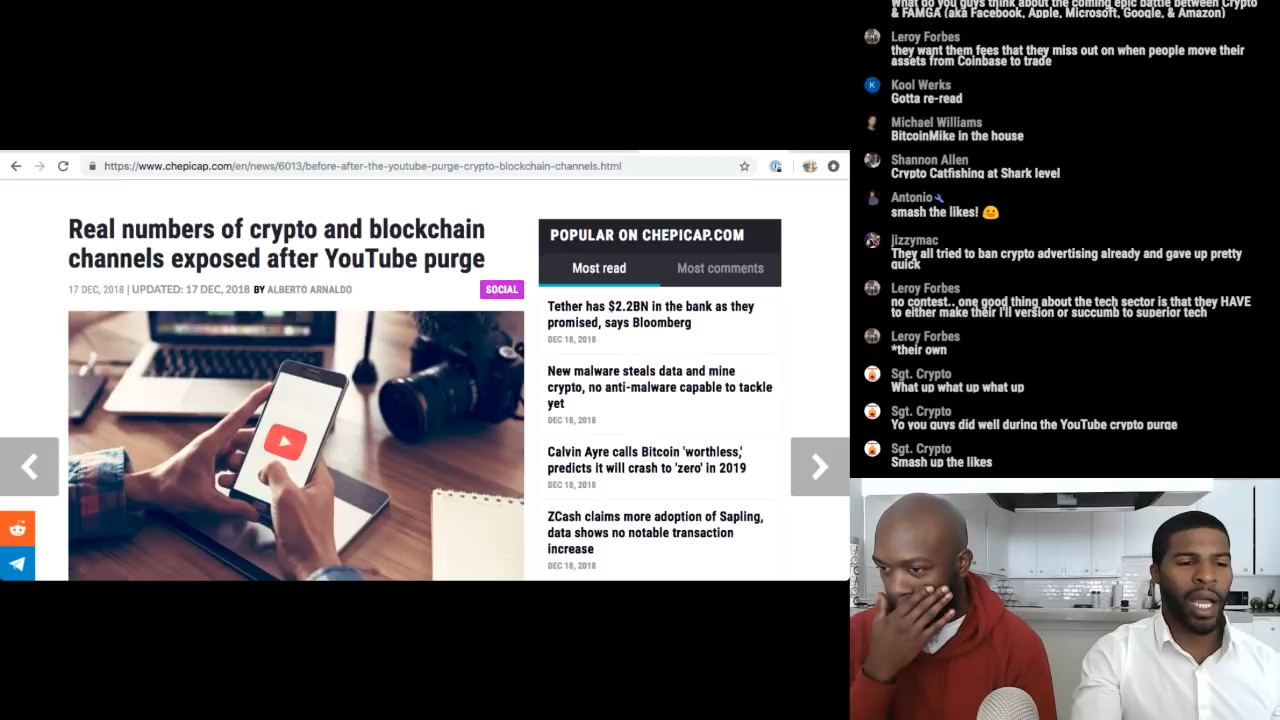 https://www.chepicap.com/en/news/6013/before-after-the-youtube-purge-crypto-blockchain-channels.html
Real numbers of crypto and blockchain
channels exposed after YouTube purge
17 DEC, 2018 | UPDATED: 17 DEC, 2018 BY ALBERTO ARNALDO
SOCIAL
POPULAR ON CHEPICAP.COM
Most read
Most comments
Tether has $2.2BN in the bank as they
promised, says Bloomberg
DEC 18, 2018
New malware steals data and mine
crypto, no anti-malware capable to tackle
yet
DEC 18, 2018
Calvin Ayre calls Bitcoin 'worthless,'
predicts it will crash to 'zero' in 2019
DEC 18, 2018
ZCash claims more adoption of Sapling,
data shows no notable transaction
increase
DEC 18, 2018
What do you guys think about the coming epic battle between Crypto
& FAMGA (aka Facebook, Apple, Microsoft, Google, & Amazon)
Leroy Forbes
they want them fees that they miss out on when people move their
assets from Coinbase to trade
K
Kool Werks
Gotta re-read
Michael Williams
BitcoinMike in the house
Shannon Allen
Crypto Catfishing at Shark level
Antonio
smash the likes!
jizzymac
They all tried to ban crypto advertising already and gave up pretty
quick
Leroy Forbes
no contest.. one good thing about the tech sector is that they HAVE
to either make their I'll version or succumb to superior tech
Leroy Forbes
*their own
Sgt. Crypto
What up what up what up
Sgt. Crypto
Yo you guys did well during the YouTube crypto purge
Sgt. Crypto
Smash up the likes